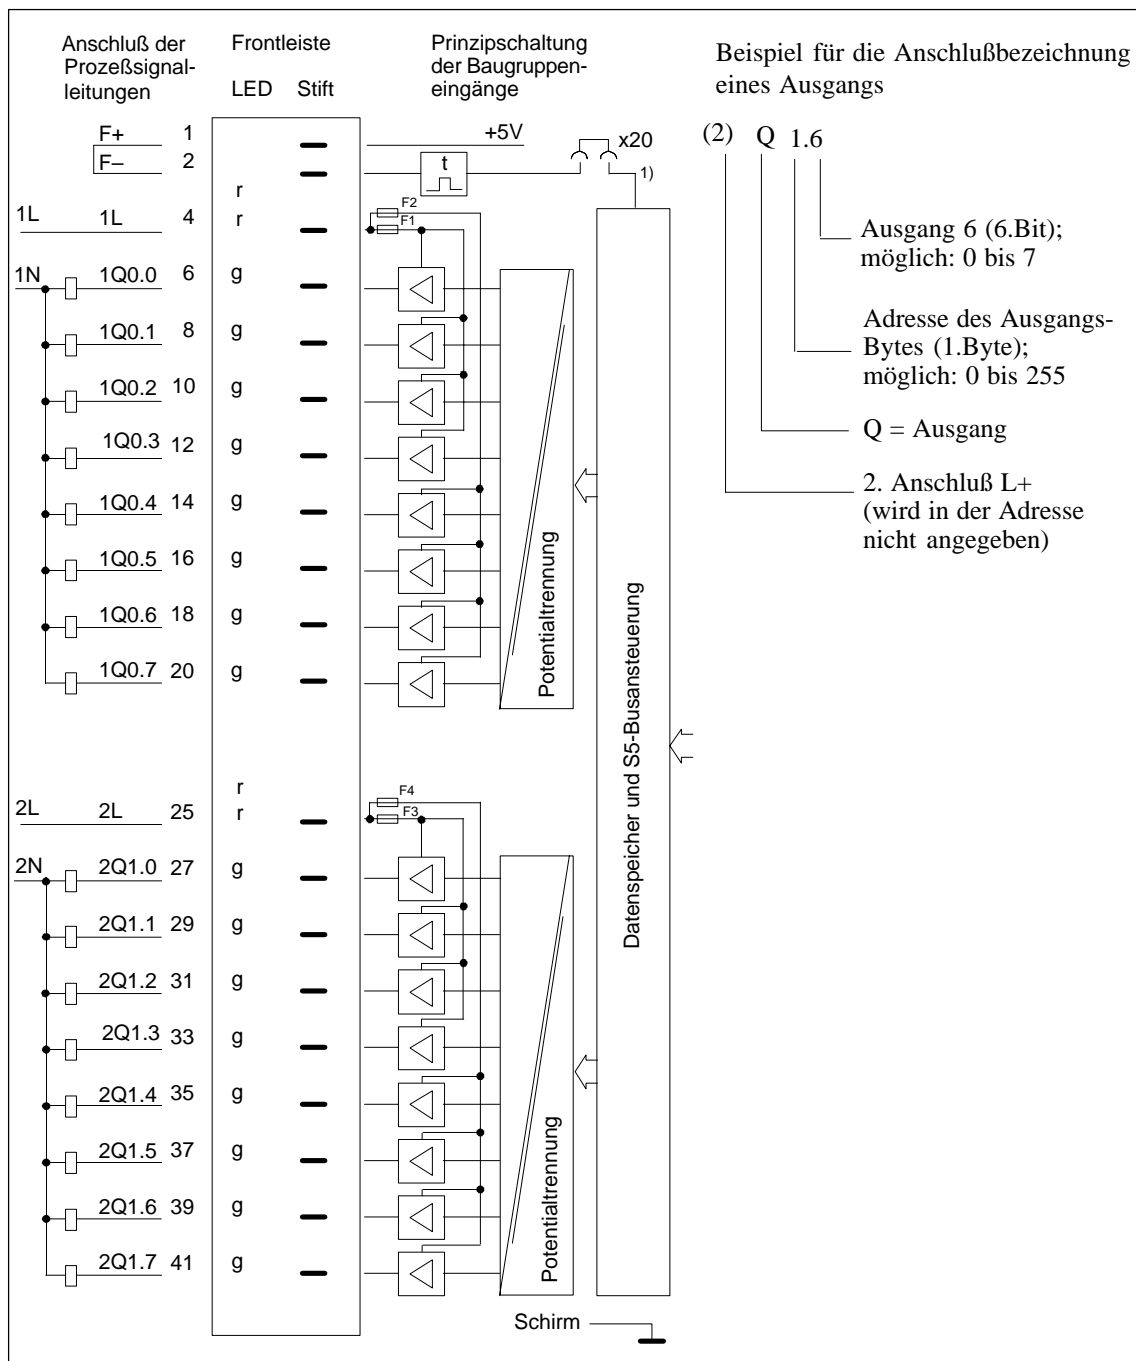 Anschluß der
Prozeßsignal-
leitungen
Frontleiste
LED Stift
Prinzipschaltung
der Baugruppen-
eingänge
Beispiel für die Anschlußbezeichnung
eines Ausgangs
(2) Q 1.6
Ausgang 6 (6.Bit);
möglich: 0 bis 7
Adresse des Ausgangs-
Bytes (1.Byte);
möglich: 0 bis 255
Q = Ausgang
2. Anschluß L+
(wird in der Adresse
nicht angegeben)
F+ 1
+5V
x20
F– 2
t
1)
r
F2
1L 1L 4 r
F1
1N 1Q0.0 6 g
1Q0.1 8 g
1Q0.2 10 g
1Q0.3 12 g
1Q0.4 14 g
1Q0.5 16 g
1Q0.6 18 g
1Q0.7 20 g
Potentialtrennung
Datenspeicher und S5-Busansteuerung
r
F4
2L 2L 25 r
F3
2N 2Q1.0 27 g
2Q1.1 29 g
2Q1.2 31 g
2Q1.3 33 g
2Q1.4 35 g
2Q1.5 37 g
2Q1.6 39 g
2Q1.7 41 g
Potentialtrennung
Schirm